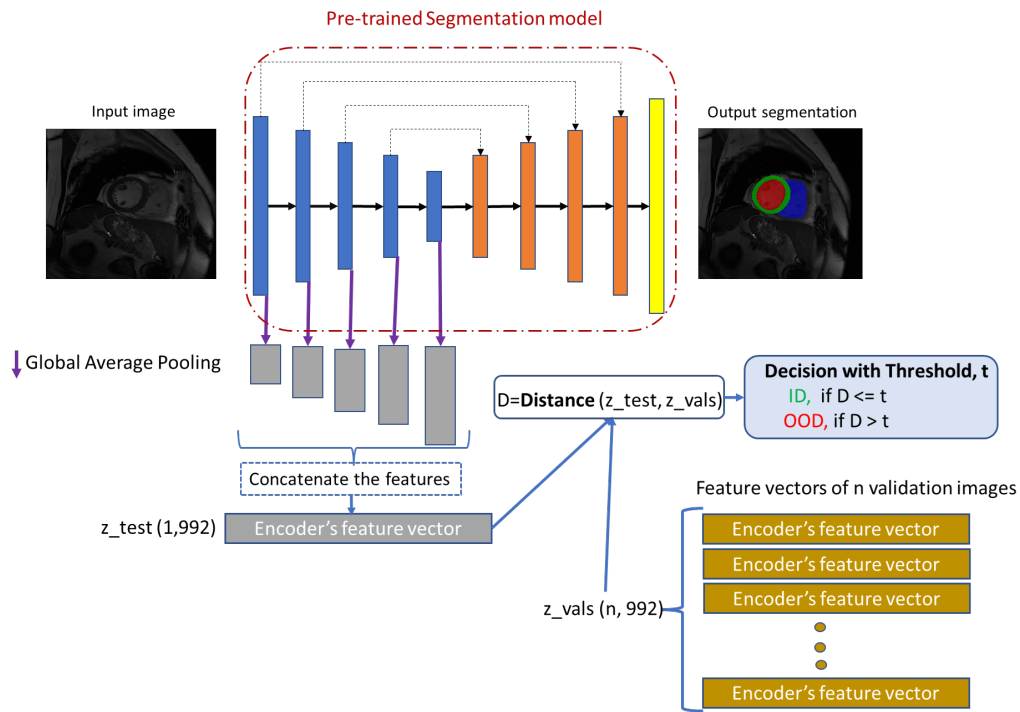 Pre-trained Segmentation model
Input image
Output segmentation
Global Average Pooling
D=Distance (z_test, z_vals)
Decision with Threshold, t
ID, if D <= t
OOD, if D > t
Concatenate the features
z_test (1,992)
Encoder's feature vector
Feature vectors of n validation images
Encoder's feature vector
Encoder's feature vector
Encoder's feature vector
z_vals (n, 992)
Encoder's feature vector